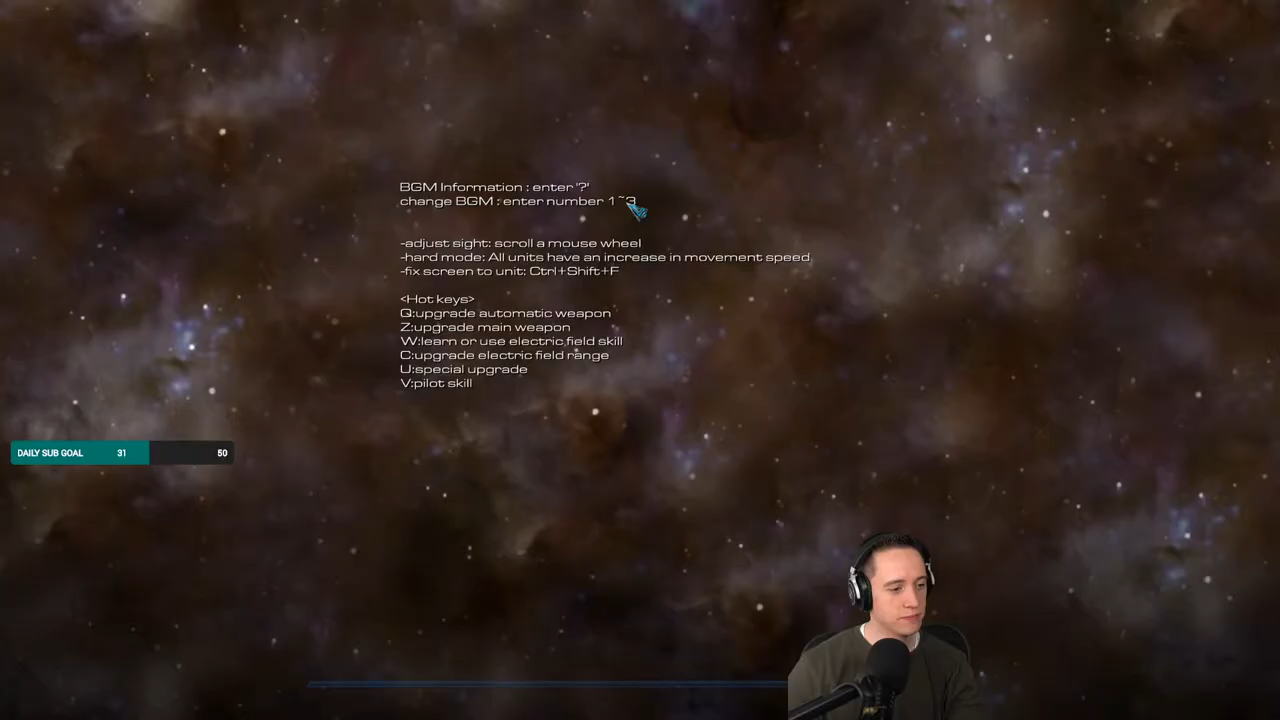 BGM Information : enter '?'
change BGM : enter number 1~3
-adjust sight: scroll a mouse wheel
-hard mode: All units have an increase in movement speed
-fix screen to unit: Ctrl+Shift+F
<Hot keys>
Q:upgrade automatic weapon
Z:upgrade main weapon
W:learn or use electric field skill
C:upgrade electric field range
U:special upgrade
V:pilot skill
DAILY SUB GOAL 31 50